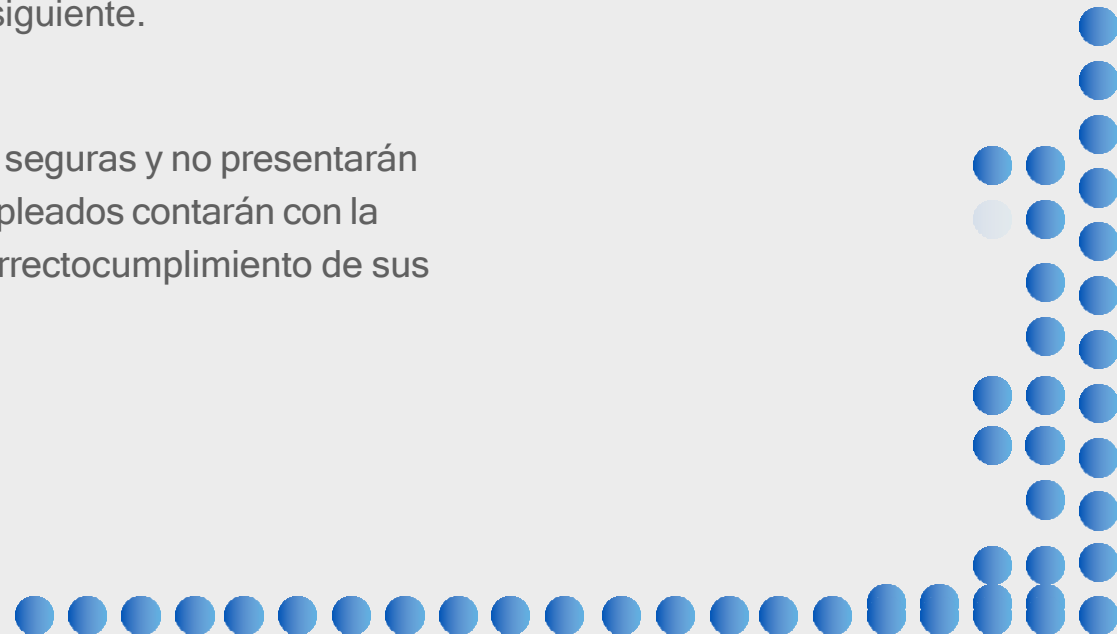 siguiente.
seguras y no presentarán
pleados contarán con la
rrectocumplimiento de sus